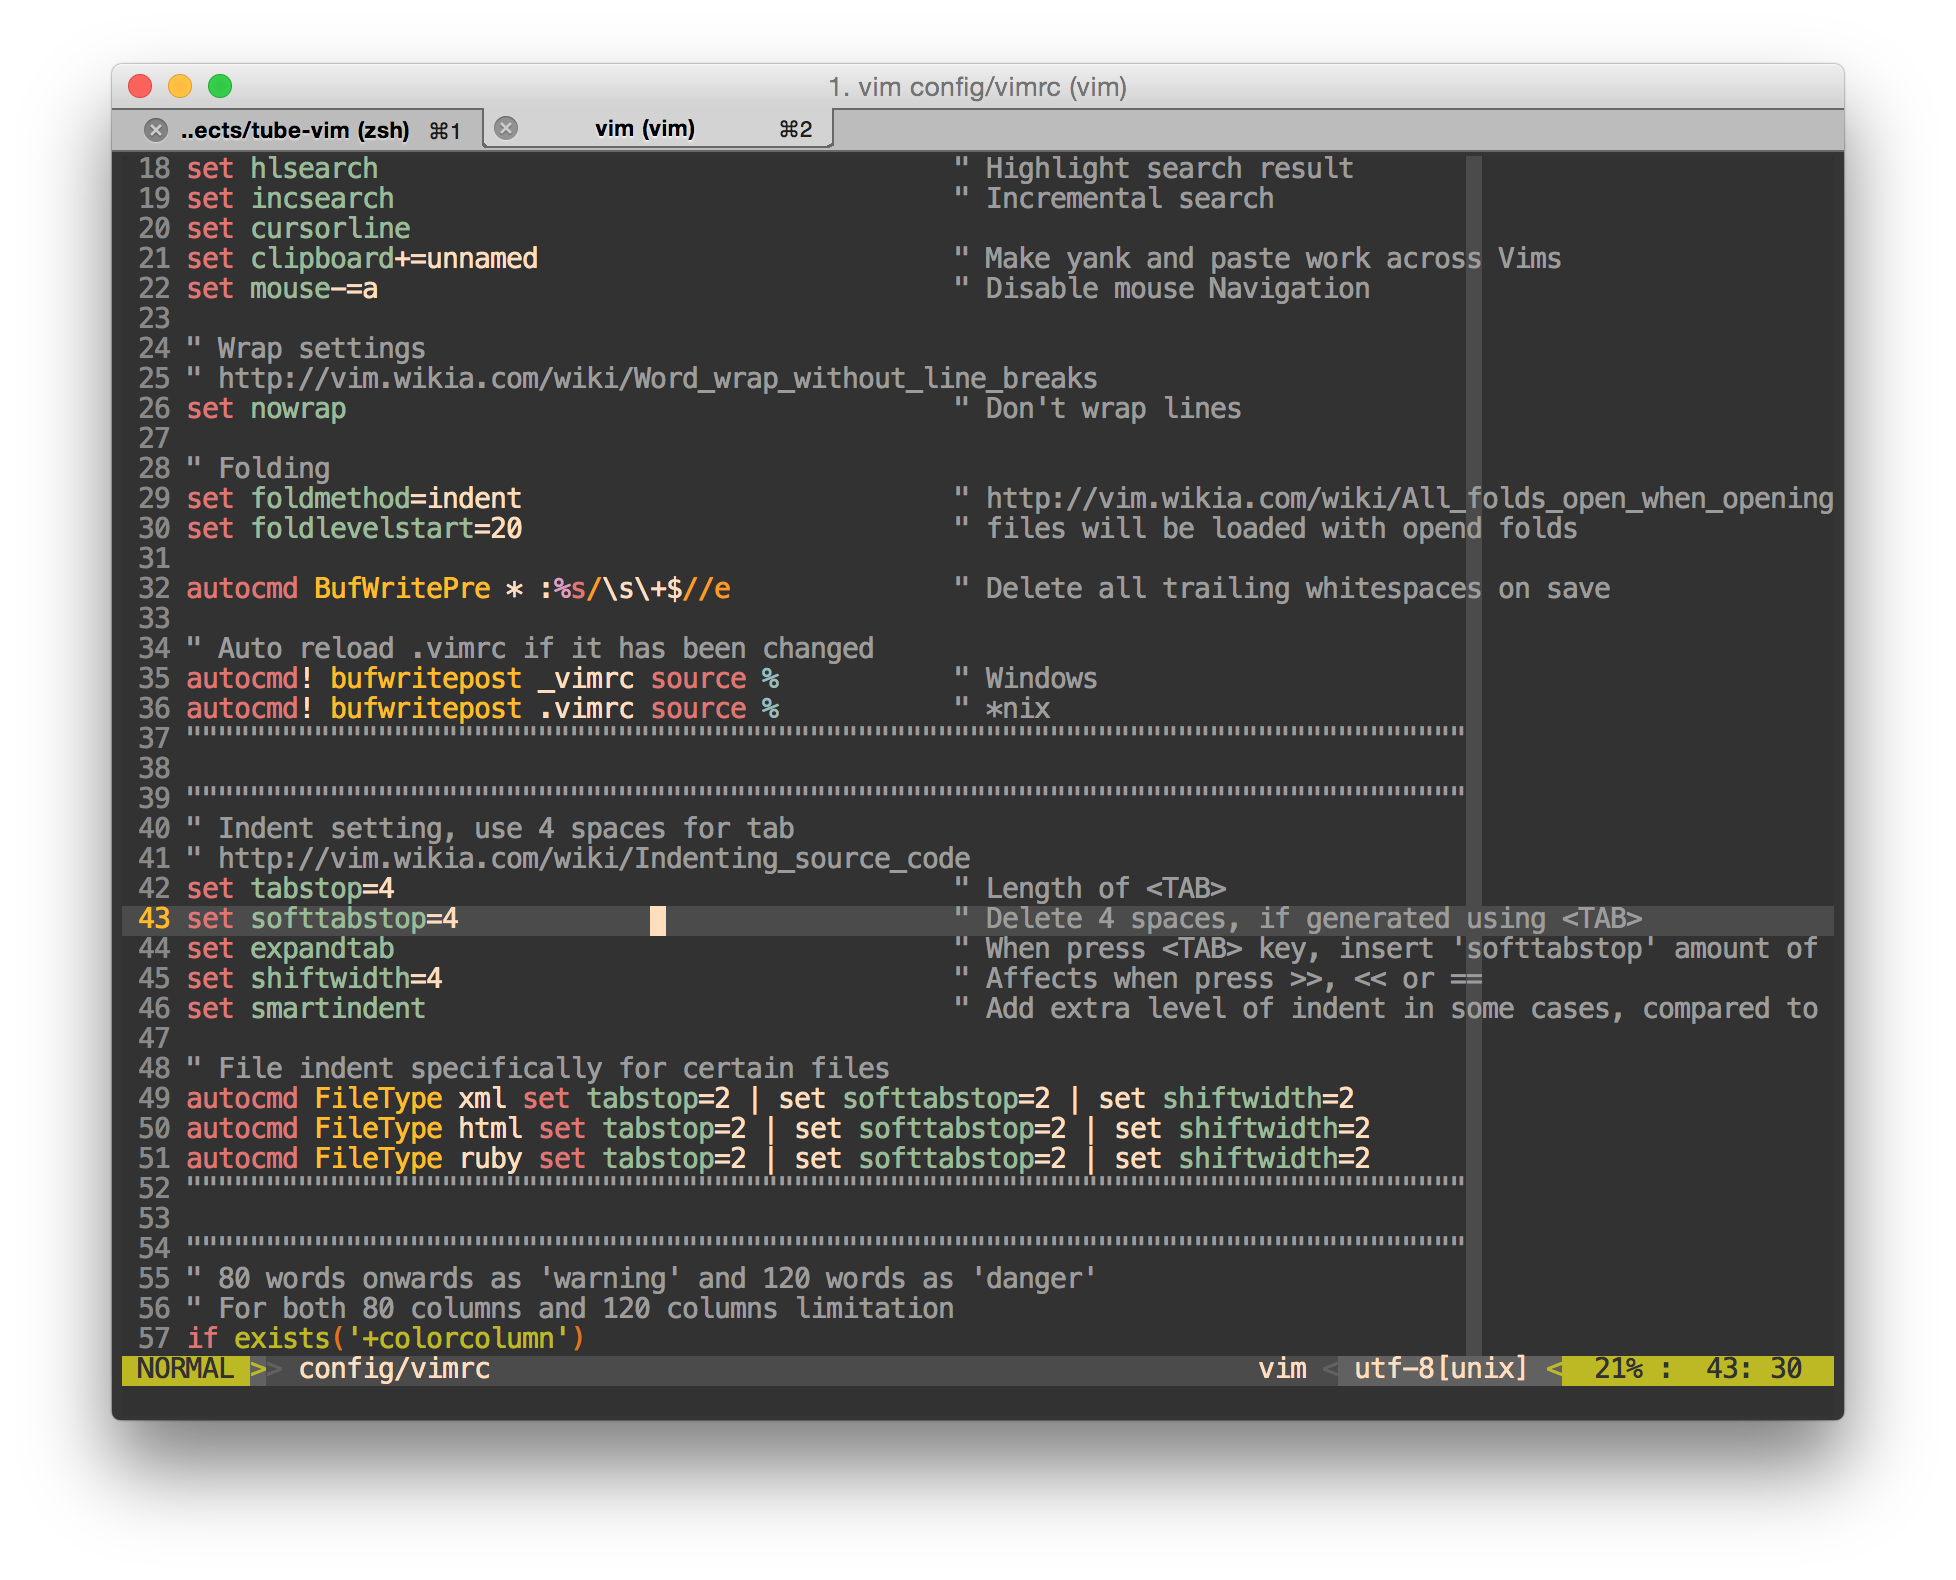 1. vim config/vimrc (vim)
..ects/tube-vim (zsh) ⌘1 vim (vim) ⌘2
18 set hlsearch " Highlight search result
19 set incsearch " Incremental search
20 set cursorline
21 set clipboard+=unnamed " Make yank and paste work across Vims
22 set mouse-=a " Disable mouse Navigation
23
24 " Wrap settings
25 " http://vim.wikia.com/wiki/Word_wrap_without_line_breaks
26 set nowrap " Don't wrap lines
27
28 " Folding
29 set foldmethod=indent " http://vim.wikia.com/wiki/All_folds_open_when_opening
30 set foldlevelstart=20 " files will be loaded with opend folds
31
32 autocmd BufWritePre * :%s/\s\+$//e " Delete all trailing whitespaces on save
33
34 " Auto reload .vimrc if it has been changed
35 autocmd! bufwritepost _vimrc source % " Windows
36 autocmd! bufwritepost .vimrc source % " *nix
37 """"""""""""""""""""""""""""""""""""""""""""""""""""""""""""""""""""""""""""""""
38
39 """"""""""""""""""""""""""""""""""""""""""""""""""""""""""""""""""""""""""""""""
40 " Indent setting, use 4 spaces for tab
41 " http://vim.wikia.com/wiki/Indenting_source_code
42 set tabstop=4 " Length of <TAB>
43 set softtabstop=4 " Delete 4 spaces, if generated using <TAB>
44 set expandtab " When press <TAB> key, insert 'softtabstop' amount of
45 set shiftwidth=4 " Affects when press >>, << or ==
46 set smartindent " Add extra level of indent in some cases, compared to
47
48 " File indent specifically for certain files
49 autocmd FileType xml set tabstop=2 | set softtabstop=2 | set shiftwidth=2
50 autocmd FileType html set tabstop=2 | set softtabstop=2 | set shiftwidth=2
51 autocmd FileType ruby set tabstop=2 | set softtabstop=2 | set shiftwidth=2
52 """"""""""""""""""""""""""""""""""""""""""""""""""""""""""""""""""""""""""""""""
53
54 """"""""""""""""""""""""""""""""""""""""""""""""""""""""""""""""""""""""""""""""
55 " 80 words onwards as 'warning' and 120 words as 'danger'
56 " For both 80 columns and 120 columns limitation
57 if exists('+colorcolumn')
NORMAL >> config/vimrc vim < utf-8[unix] < 21% : 43: 30